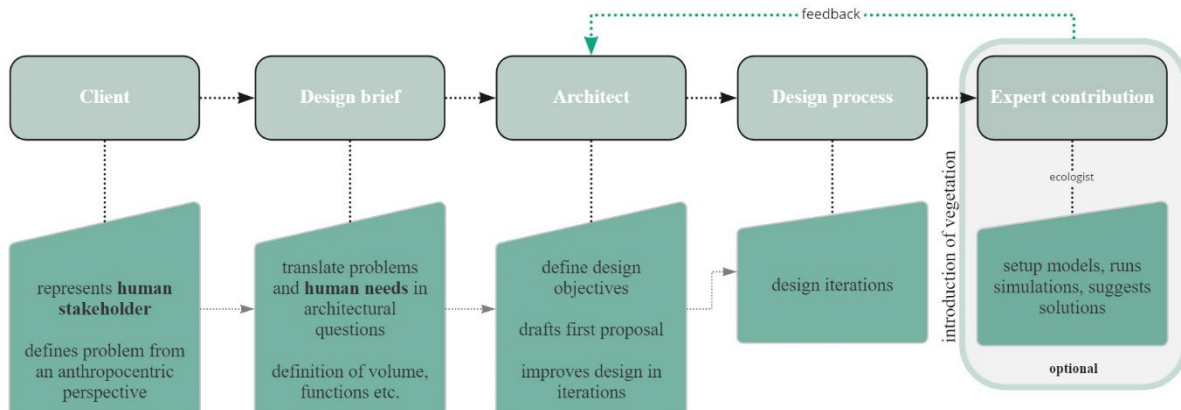 feedback
Client
Design brief
Architect
Design process
Expert contribution
introduction of vegetation
ecologist
represents human
stakeholder
defines problem from
an anthropocentric
perspective
translate problems
and human needs in
architectural
questions
definition of volume,
functions etc.
define design
objectives
drafts first proposal
improves design in
iterations
design iterations
setup models, runs
simulations, suggests
solutions
optional